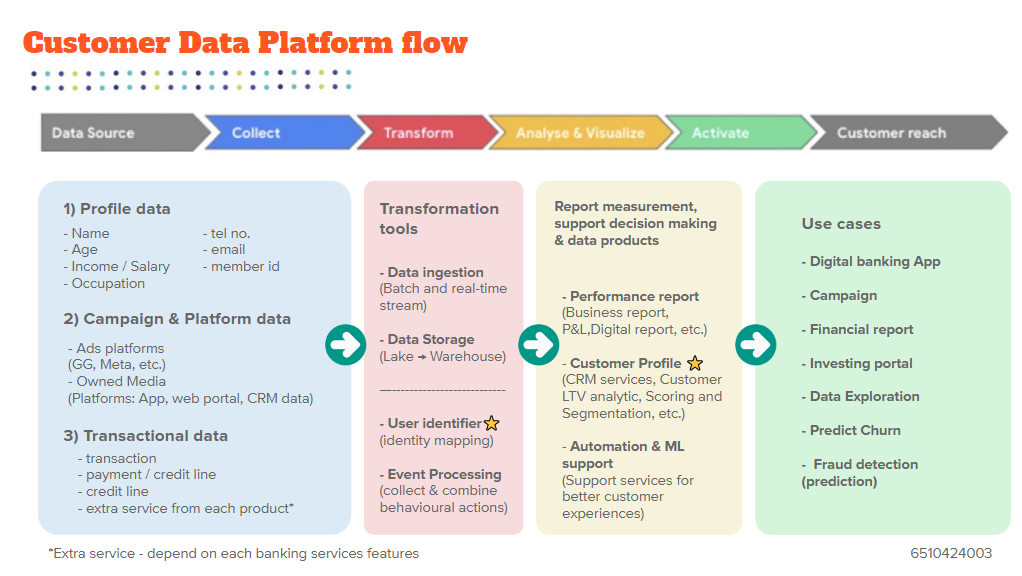 Customer Data Platform flow
Data Source
Collect
Transform
Analyse & Visualize
Activate
Customer reach
1) Profile data
- Name
- Age
- Income / Salary
- Occupation
- tel no.
- email
- member id
2) Campaign & Platform data
- Ads platforms
(GG, Meta, etc.)
- Owned Media
(Platforms: App, web portal, CRM data)
3) Transactional data
- transaction
- payment / credit line
- credit line
- extra service from each product*
Transformation
tools
- Data ingestion
(Batch and real-time
stream)
- Data Storage
(Lake → Warehouse)
- User identifier
(identity mapping)
- Event Processing
(collect & combine
behavioural actions)
Report measurement,
support decision making
& data products
- Performance report
(Business report,
P&L,Digital report, etc.)
- Customer Profile
(CRM services, Customer
LTV analytic, Scoring and
Segmentation, etc.)
- Automation & ML
support
(Support services for
better customer
experiences)
Use cases
- Digital banking App
- Campaign
- Financial report
- Investing portal
- Data Exploration
- Predict Churn
- Fraud detection
(prediction)
*Extra service - depend on each banking services features
6510424003